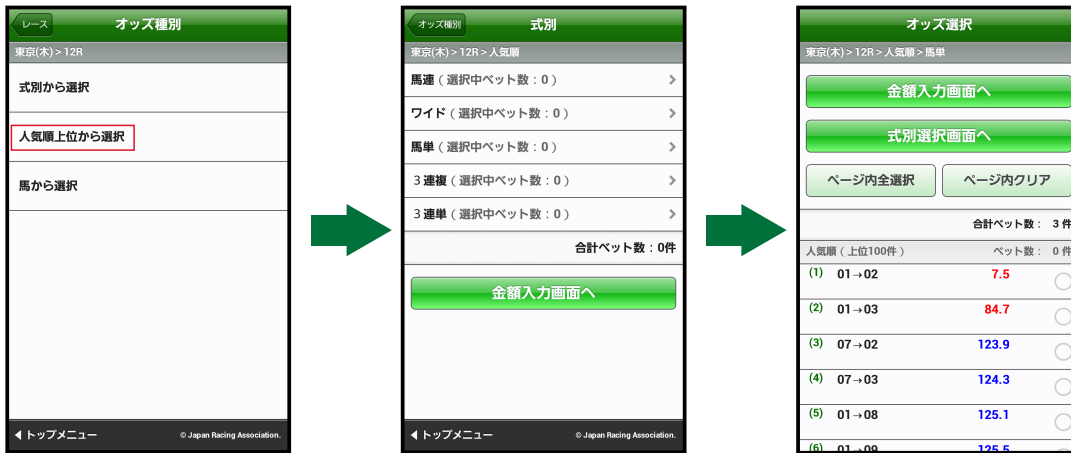 レース
オッズ種別
東京(木)>12R
式別から選択
人気順上位から選択
馬から選択
トップメニュー
© Japan Racing Association.
オッズ種別
式別
東京(木)>12R>人気順
馬連(選択中ベット数:0)
ワイド(選択中ベット数:0)
馬単(選択中ベット数:0)
3連複(選択中ベット数:0)
3連単(選択中ベット数:0)
合計ベット数:0件
金額入力画面へ
トップメニュー
© Japan Racing Association.
オッズ選択
東京(木)>12R>人気順>馬単
金額入力画面へ
式別選択画面へ
ページ内全選択 ページ内クリア
合計ベット数: 3件
人気順(上位100件) ベット数: 0件
(1) 01→02 7.5
(2) 01→03 84.7
(3) 07→02 123.9
(4) 07→03 124.3
(5) 01→08 125.1
(6) 01→09 125.5